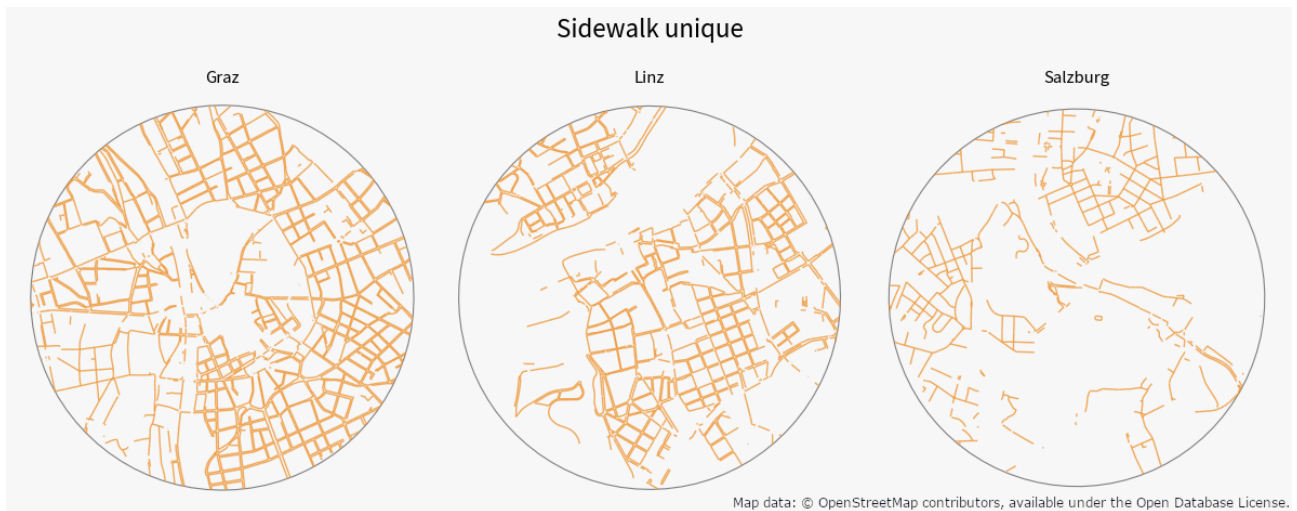 Sidewalk unique
Graz
Linz
Salzburg
Map data: © OpenStreetMap contributors, available under the Open Database License.